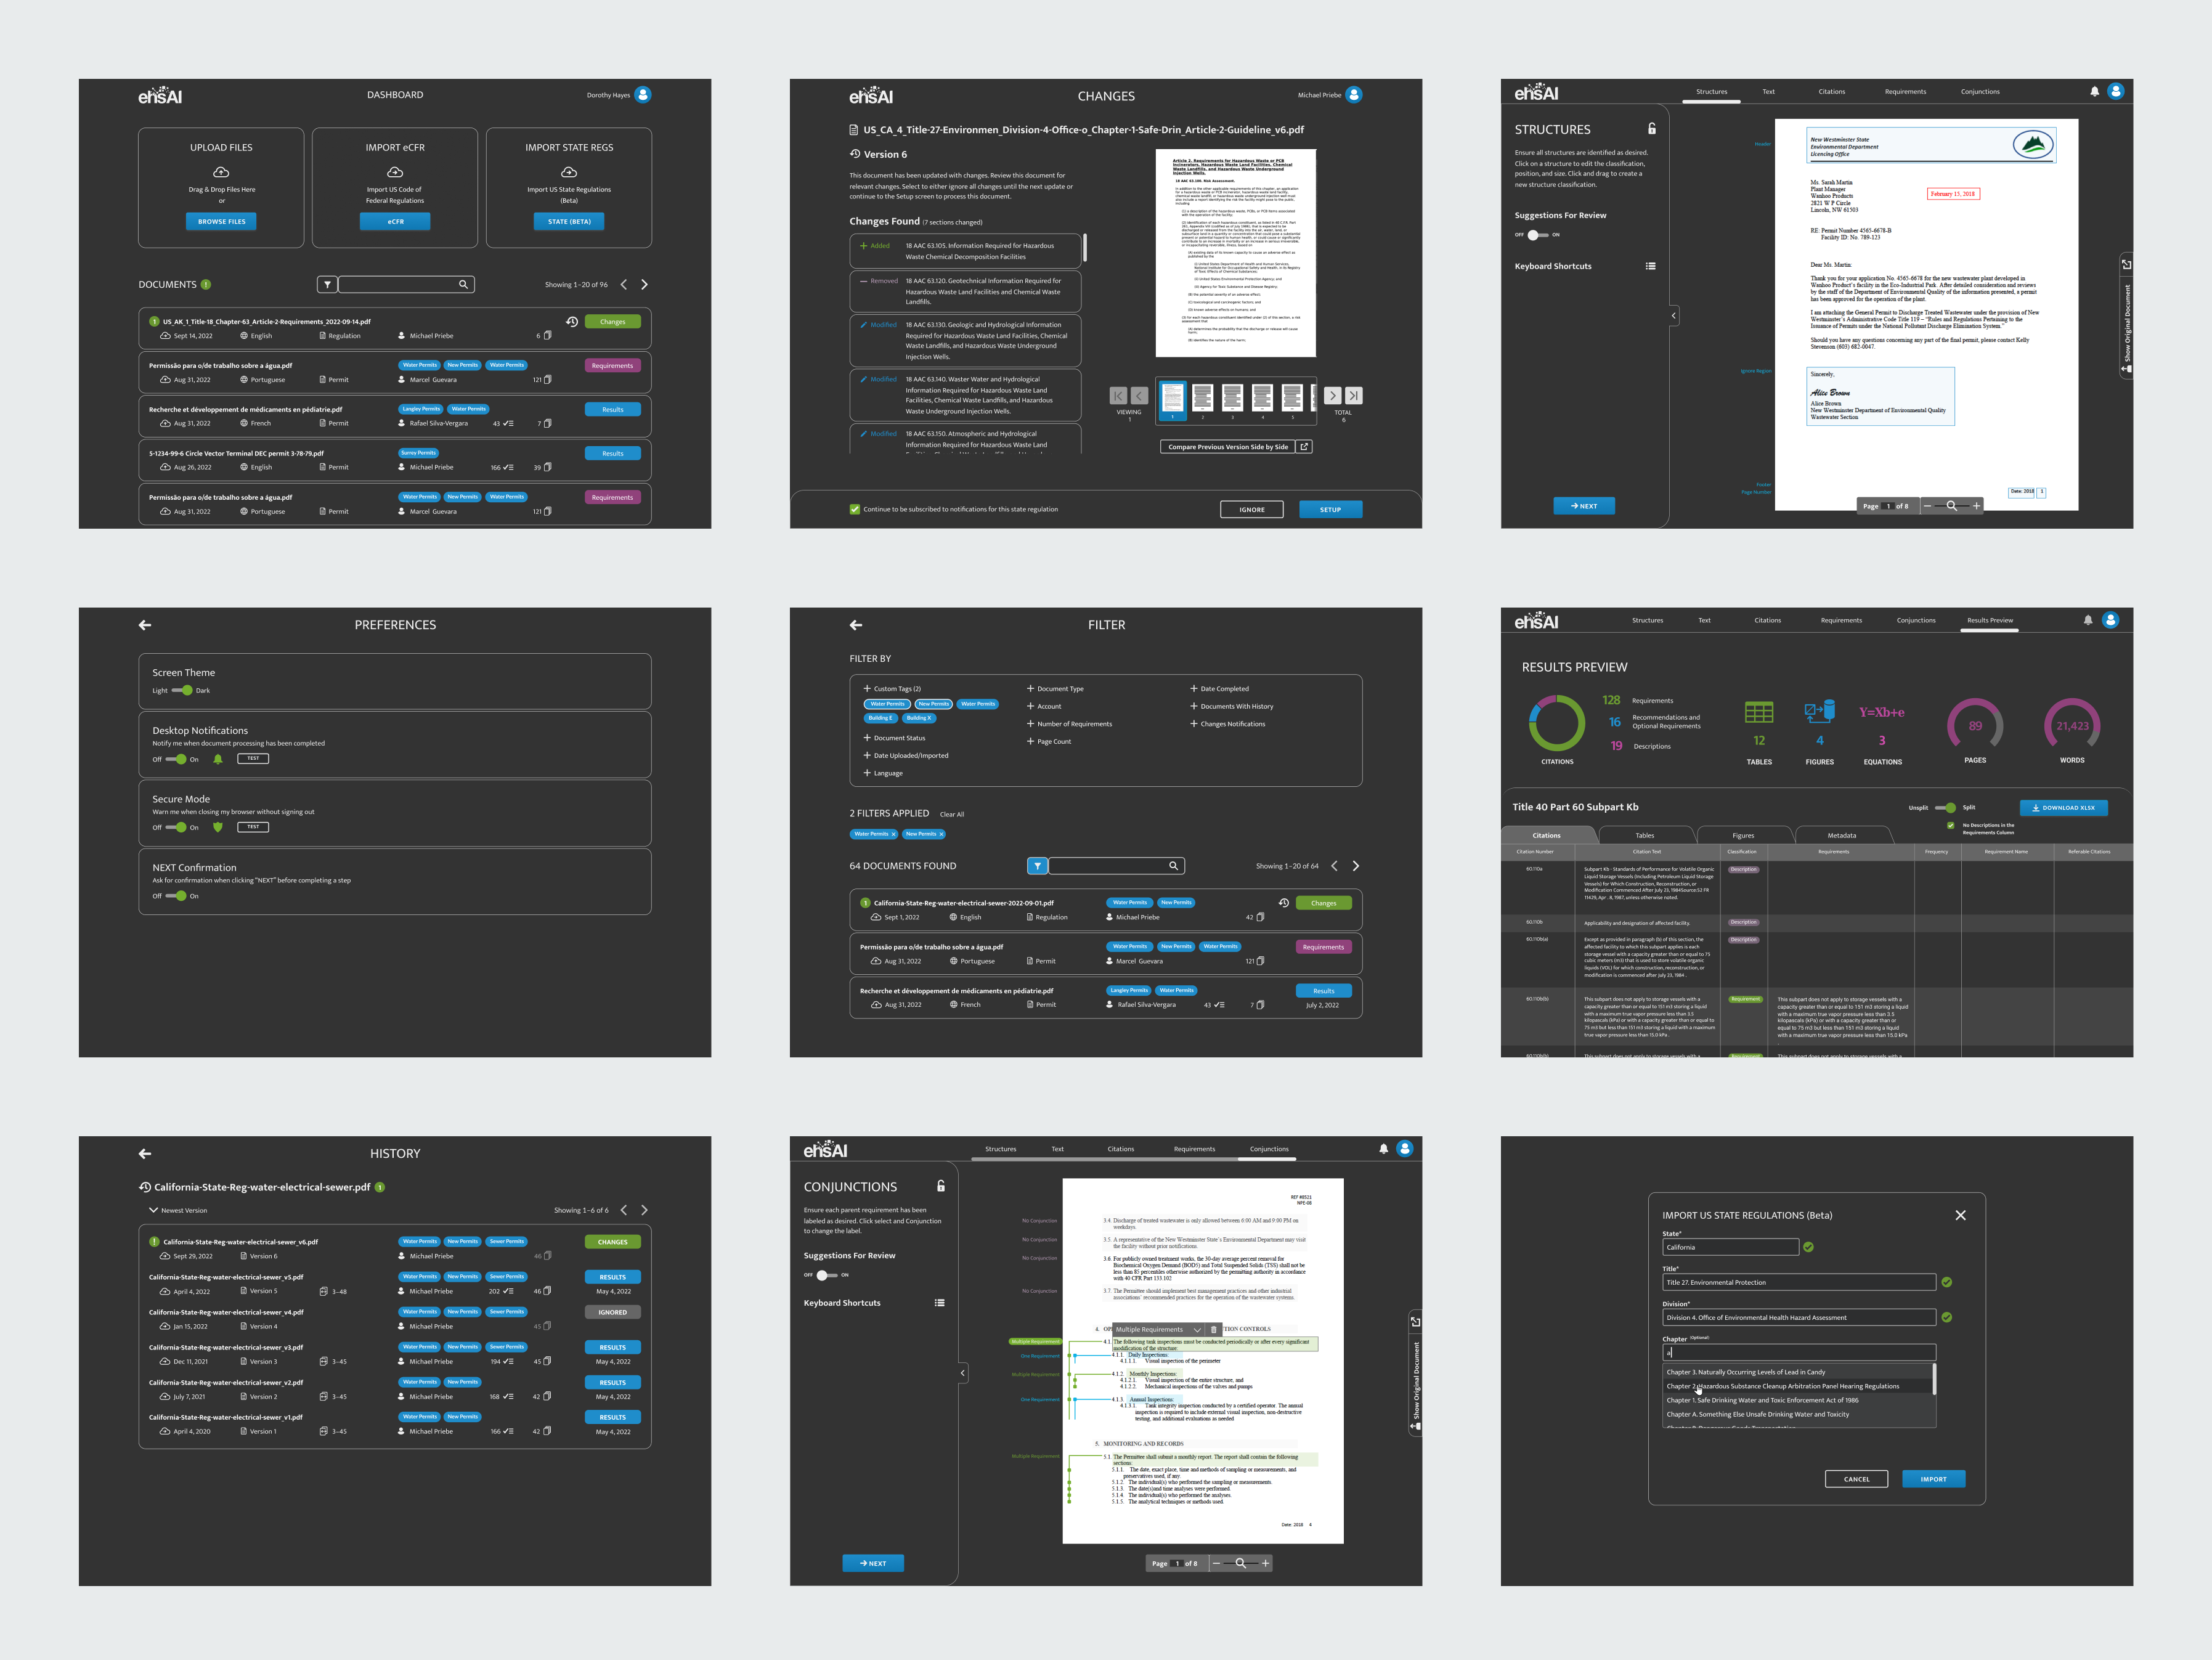 ehsAI
DASHBOARD
Dorothy Hayes
UPLOAD FILES
Drag & Drop Files Here
or
BROWSE FILES
IMPORT eCFR
Import US Code of
Federal Regulations
eCFR
IMPORT STATE REGS
Import US State Regulations
(Beta)
STATE (BETA)
DOCUMENTS !
Showing 1-20 of 96
1 US_AK_1_Title-18_Chapter-63_Article-2-Requirements_2022-09-14.pdf
Changes
Sept 14, 2022 English Regulation Michael Priebe 6
Permissão para o/de trabalho sobre a água.pdf Water Permits New Permits Water Permits Requirements
Aug 31, 2022 Portuguese Permit Marcel Guevara 121
Recherche et développement de médicaments en pédiatrie.pdf Langley Permits Water Permits Results
Aug 31, 2022 French Permit Rafael Silva-Vergara 43 7
5-1234-99-6 Circle Vector Terminal DEC permit 3-78-79.pdf Surrey Permits Results
Aug 26, 2022 English Permit Michael Priebe 166 39
Permissão para o/de trabalho sobre a água.pdf Water Permits New Permits Water Permits Requirements
Aug 31, 2022 Portuguese Permit Marcel Guevara 121
ehsAI
CHANGES
Michael Priebe
US_CA_4_Title-27-Environmen_Division-4-Office-o_Chapter-1-Safe-Drin_Article-2-Guideline_v6.pdf
Version 6
This document has been updated with changes. Review this document for
relevant changes. Select to either ignore all changes until the next update or
continue to the Setup screen to process this document.
Changes Found (7 sections changed)
Added 18 AAC 63.105. Information Required for Hazardous
Waste Chemical Decomposition Facilities
Removed 18 AAC 63.120. Geotechnical Information Required for
Hazardous Waste Land Facilities and Chemical Waste
Landfills.
Modified 18 AAC 63.130. Geologic and Hydrological Information
Required for Hazardous Waste Land Facilities, Chemical
Waste Landfills, and Hazardous Waste Underground
Injection Wells.
Modified 18 AAC 63.140. Waster Water and Hydrological
Information Required for Hazardous Waste Land
Facilities, Chemical Waste Landfills, and Hazardous
Waste Underground Injection Wells.
Modified 18 AAC 63.150. Atmospheric and Hydrological
Information Required for Hazardous Waste Land
Article 2. Requirements for Hazardous Waste or PCB
Incinerators, Hazardous Waste Land Facilities, Chemical
Waste Landfills, and Hazardous Waste Underground
Injection Wells.
18 AAC 63.100. Risk Assessment.
VIEWING
1
1 2 3 4 5
TOTAL
6
Compare Previous Version Side by Side
Continue to be subscribed to notifications for this state regulation
IGNORE
SETUP
ehsAI
Structures Text Citations Requirements Conjunctions
STRUCTURES
Ensure all structures are identified as desired.
Click on a structure to edit the classification,
position, and size. Click and drag to create a
new structure classification.
Suggestions For Review
OFF ON
Keyboard Shortcuts
NEXT
Header
New Westminster State
Environmental Department
Licencing Office
Ms. Sarah Martin
Plant Manager
Wanhoo Products
2821 W P Circle
Lincoln, NW 61503
February 15, 2018
RE: Permit Number 4565-6678-B
Facility ID: No. 789-123
Dear Ms. Martin:
Thank you for your application No. 4565-6678 for the new wastewater plant developed in
Wanhoo Product's facility in the Eco-Industrial Park. After detailed consideration and reviews
by the staff of the Department of Environmental Quality of the information presented, a permit
has been approved for the operation of the plant.
I am attaching the General Permit to Discharge Treated Wastewater under the provision of New
Westminster's Administrative Code Title 119 – "Rules and Regulations Pertaining to the
Issuance of Permits under the National Pollutant Discharge Elimination System."
Should you have any questions concerning any part of the final permit, please contact Kelly
Stevenson (603) 682-0047.
Ignore Region
Sincerely,
Alice Brown
Alice Brown
New Westminster Department of Environmental Quality
Wastewater Section
Footer
Page Number
Date: 2018 1
Page 1 of 8
Show Original Document
PREFERENCES
Screen Theme
Light Dark
Desktop Notifications
Notify me when document processing has been completed
Off On TEST
Secure Mode
Warn me when closing my browser without signing out
Off On TEST
NEXT Confirmation
Ask for confirmation when clicking "NEXT" before completing a step
Off On
FILTER
FILTER BY
Custom Tags (2)
Water Permits New Permits Water Permits
Building E Building X
Document Status
Date Uploaded/Imported
Language
Document Type
Account
Number of Requirements
Page Count
Date Completed
Documents With History
Changes Notifications
2 FILTERS APPLIED Clear All
Water Permits × New Permits ×
64 DOCUMENTS FOUND
Showing 1-20 of 64
1 California-State-Reg-water-electrical-sewer-2022-09-01.pdf Water Permits New Permits Changes
Sept 1, 2022 English Regulation Michael Priebe 42
Permissão para o/de trabalho sobre a água.pdf Water Permits New Permits Water Permits Requirements
Aug 31, 2022 Portuguese Permit Marcel Guevara 121
Recherche et développement de médicaments en pédiatrie.pdf Langley Permits Water Permits Results
Aug 31, 2022 French Permit Rafael Silva-Vergara 43 7 July 2, 2022
ehsAI
Structures Text Citations Requirements Conjunctions Results Preview
RESULTS PREVIEW
CITATIONS
128 Requirements
16 Recommendations and
Optional Requirements
19 Descriptions
12
TABLES
4
FIGURES
Y=Xb+e
3
EQUATIONS
89
PAGES
21,423
WORDS
Title 40 Part 60 Subpart Kb
Unsplit Split
No Descriptions in the
Requirements Column
DOWNLOAD XLSX
Citations Tables Figures Metadata
Citation Number Citation Text Classification Requirements Frequency Requirement Name Referable Citations
60.110a
Subpart Kb - Standards of Performance for Volatile Organic
Liquid Storage Vessels (Including Petroleum Liquid Storage
Vessels) for Which Construction, Reconstruction, or
Modification Commenced After July 23, 1984Source:52 FR
11429, Apr. 8, 1987, unless otherwise noted.
Description
60.110b Applicability and designation of affected facility. Description
60.110b(a)
Except as provided in paragraph (b) of this section, the
affected facility to which this subpart applies is each
storage vessel with a capacity greater than or equal to 75
cubic meters (m3) that is used to store volatile organic
liquids (VOL) for which construction, reconstruction, or
modification is commenced after July 23, 1984.
Description
60.110b(b)
This subpart does not apply to storage vessels with a
capacity greater than or equal to 151 m3 storing a liquid
with a maximum true vapor pressure less than 3.5
kilopascals (kPa) or with a capacity greater than or equal to
75 m3 but less than 151 m3 storing a liquid with a maximum
true vapor pressure less than 15.0 kPa.
Requirement
This subpart does not apply to storage vessels with a
capacity greater than or equal to 151 m3 storing a liquid
with a maximum true vapor pressure less than 3.5
kilopascals (kPa) or with a capacity greater than or
equal to 75 m3 but less than 151 m3 storing a liquid
with a maximum true vapor pressure less than 15.0 kPa
HISTORY
California-State-Reg-water-electrical-sewer.pdf 1
Newest Version
Showing 1-6 of 6
! California-State-Reg-water-electrical-sewer_v6.pdf Water Permits New Permits Sewer Permits CHANGES
Sept 29, 2022 Version 6 Michael Priebe 46
California-State-Reg-water-electrical-sewer_v5.pdf Water Permits New Permits Sewer Permits RESULTS
April 4, 2022 Version 5 3-48 Michael Priebe 202 46 May 4, 2022
California-State-Reg-water-electrical-sewer_v4.pdf Water Permits New Permits Sewer Permits IGNORED
Jan 15, 2022 Version 4 Michael Priebe 45
California-State-Reg-water-electrical-sewer_v3.pdf Water Permits New Permits Sewer Permits RESULTS
Dec 11, 2021 Version 3 3-45 Michael Priebe 194 45 May 4, 2022
California-State-Reg-water-electrical-sewer_v2.pdf Water Permits New Permits RESULTS
July 7, 2021 Version 2 3-45 Michael Priebe 168 42 May 4, 2022
California-State-Reg-water-electrical-sewer_v1.pdf Water Permits New Permits RESULTS
April 4, 2020 Version 1 3-45 Michael Priebe 166 42 May 4, 2022
ehsAI
Structures Text Citations Requirements Conjunctions
CONJUNCTIONS
Ensure each parent requirement has been
labeled as desired. Click select and Conjunction
to change the label.
Suggestions For Review
OFF ON
Keyboard Shortcuts
NEXT
REF #8521
NPE-06
No Conjunction
3.4. Discharge of treated wastewater is only allowed between 6:00 AM and 9:00 PM on
weekdays.
No Conjunction
3.5. A representative of the New Westminster State's Environmental Department may visit
the facility without prior notifications.
No Conjunction
3.6. For publicly owned treatment works, the 30-day average percent removal for
Biochemical Oxygen Demand (BOD5) and Total Suspended Solids (TSS) shall not be
less than 85 percentiles otherwise authorized by the permitting authority in accordance
with 40 CFR Part 133 102
No Conjunction
3.7. The Permittee should implement best management practices and other industrial
associations' recommended practices for the operation of the wastewater systems.
4. OP
Multiple Requirements
TION CONTROLS
Multiple Requirement
4.1. The following tank inspections must be conducted periodically or after every significant
modification of the structure:
One Requirement
4.1.1. Daily Inspections:
4.1.1.1. Visual inspection of the perimeter
Multiple Requirement
4.1.2. Monthly Inspections:
4.1.2.1. Visual inspection of the entire structure, and
4.1.2.2. Mechanical inspections of the valves and pumps
One Requirement
4.1.3. Annual Inspections:
4.1.3.1. Tank integrity inspection conducted by a certified operator. The annual
inspection is required to include external visual inspection, non-destructive
testing, and additional evaluations as needed
5. MONITORING AND RECORDS
Multiple Requirement
5.1. The Permittee shall submit a monthly report. The report shall contain the following
sections:
5.1.1. The date, exact place, time and methods of sampling or measurements, and
preservatives used, if any.
5.1.2. The individual(s) who performed the sampling or measurements.
5.1.3. The date(s)and time analyses were performed.
5.1.4. The individual(s) who performed the analyses.
5.1.5. The analytical techniques or methods used.
Date: 2018 4
Page 1 of 8
Show Original Document
IMPORT US STATE REGULATIONS (Beta)
State*
California
Title*
Title 27. Environmental Protection
Division*
Division 4. Office of Environmental Health Hazard Assessment
Chapter (Optional)
a
Chapter 3. Naturally Occurring Levels of Lead in Candy
Chapter 2. Hazardous Substance Cleanup Arbitration Panel Hearing Regulations
Chapter 1. Safe Drinking Water and Toxic Enforcement Act of 1986
Chapter A. Something Else Unsafe Drinking Water and Toxicity
CANCEL
IMPORT